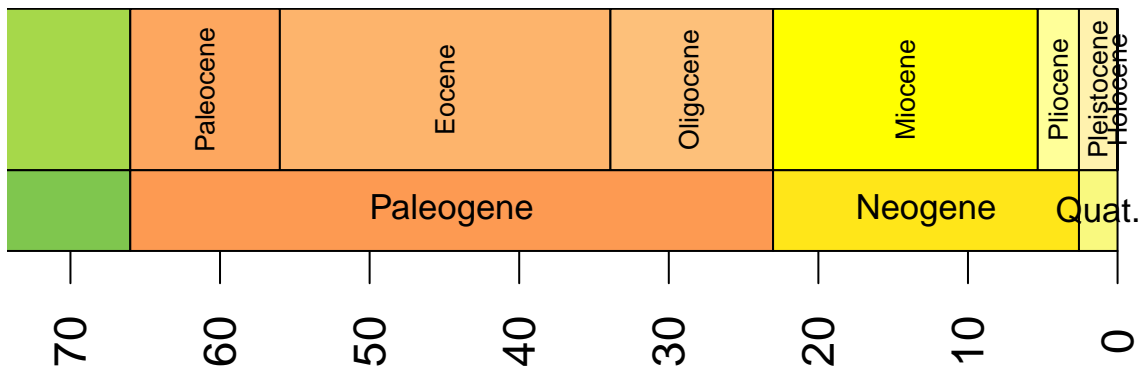 Paleocene
Eocene
Oligocene
Miocene
Pliocene
Pleistocene
Holocene
Paleogene
Neogene
Quat.
70
60
50
40
30
20
10
0